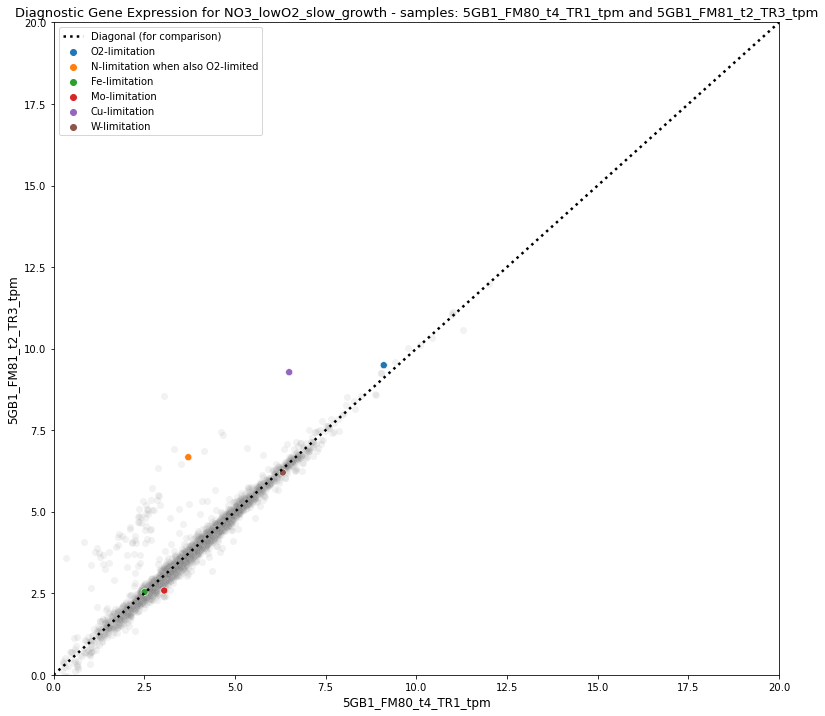 Diagnostic Gene Expression for NO3_lowO2_slow_growth - samples: 5GB1_FM80_t4_TR1_tpm and 5GB1_FM81_t2_TR3_tpm
Diagonal (for comparison)
O2-limitation
N-limitation when also O2-limited
Fe-limitation
Mo-limitation
Cu-limitation
W-limitation
20.0
17.5
15.0
12.5
10.0
7.5
5.0
2.5
0.0
5GB1_FM81_t2_TR3_tpm
0.0 2.5 5.0 7.5 10.0 12.5 15.0 17.5 20.0
5GB1_FM80_t4_TR1_tpm